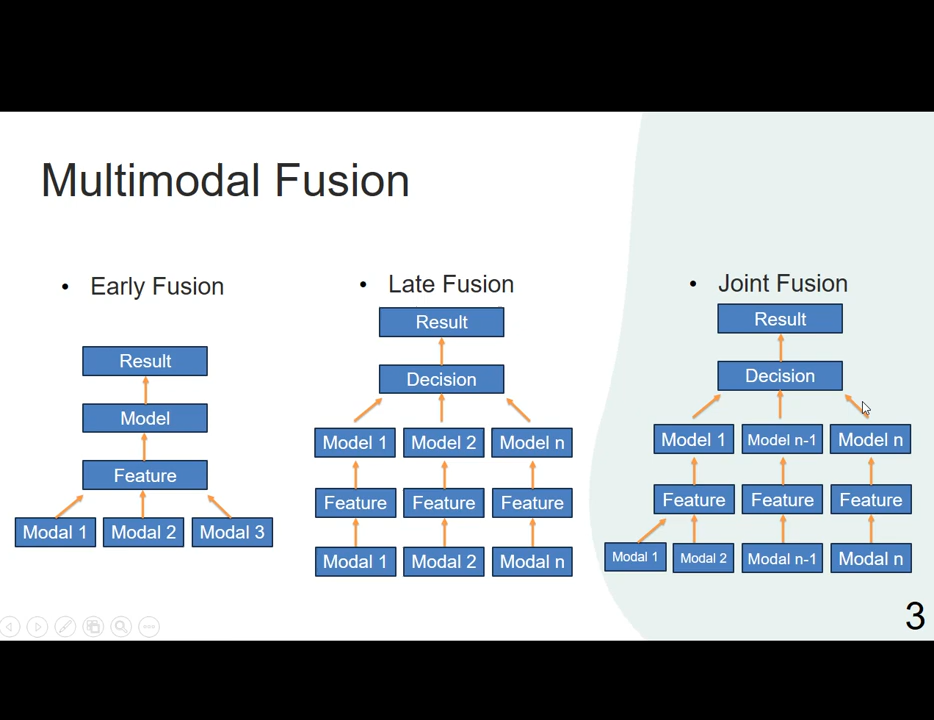 Multimodal Fusion
• Early Fusion
Result
Model
Feature
Modal 1 Modal 2 Modal 3
• Late Fusion
Result
Decision
Model 1 Model 2 Model n
Feature Feature Feature
Modal 1 Modal 2 Modal n
• Joint Fusion
Result
Decision
Model 1 Model n-1 Model n
Feature Feature Feature
Modal 1 Modal 2 Modal n-1 Modal n
3